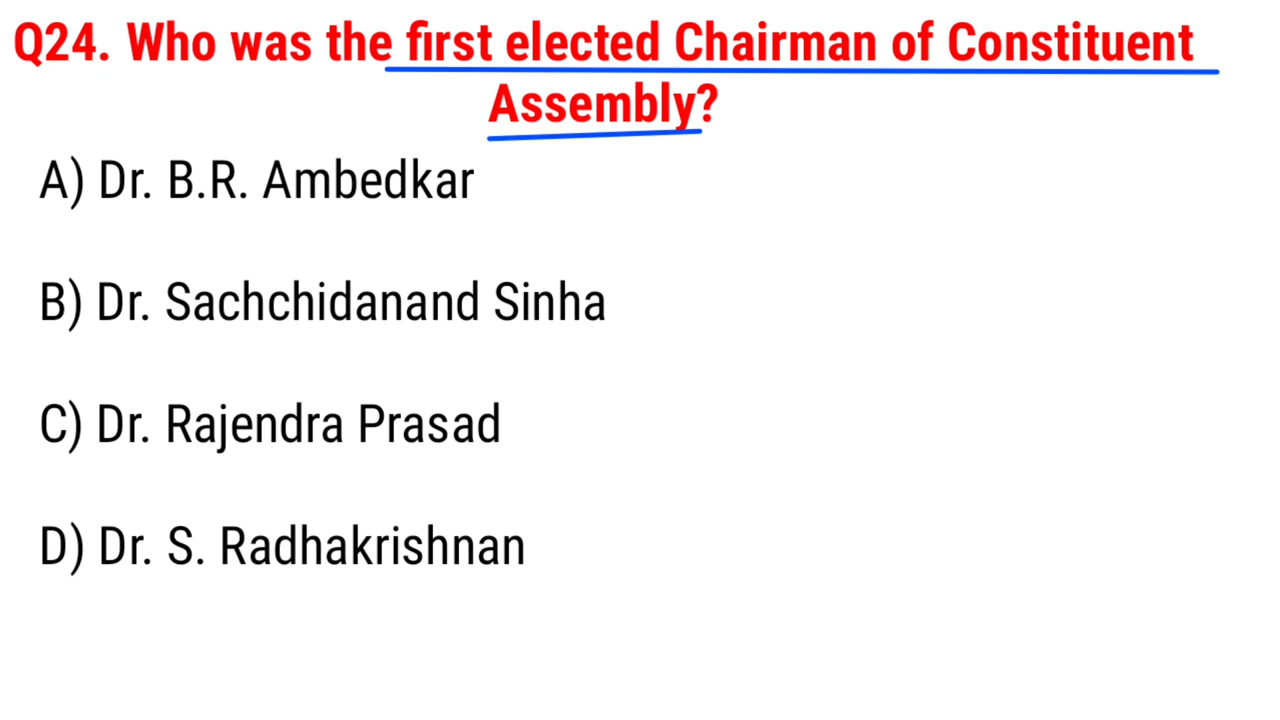 Q24. Who was the first elected Chairman of Constituent
Assembly?
A) Dr. B.R. Ambedkar
B) Dr. Sachchidanand Sinha
C) Dr. Rajendra Prasad
D) Dr. S. Radhakrishnan